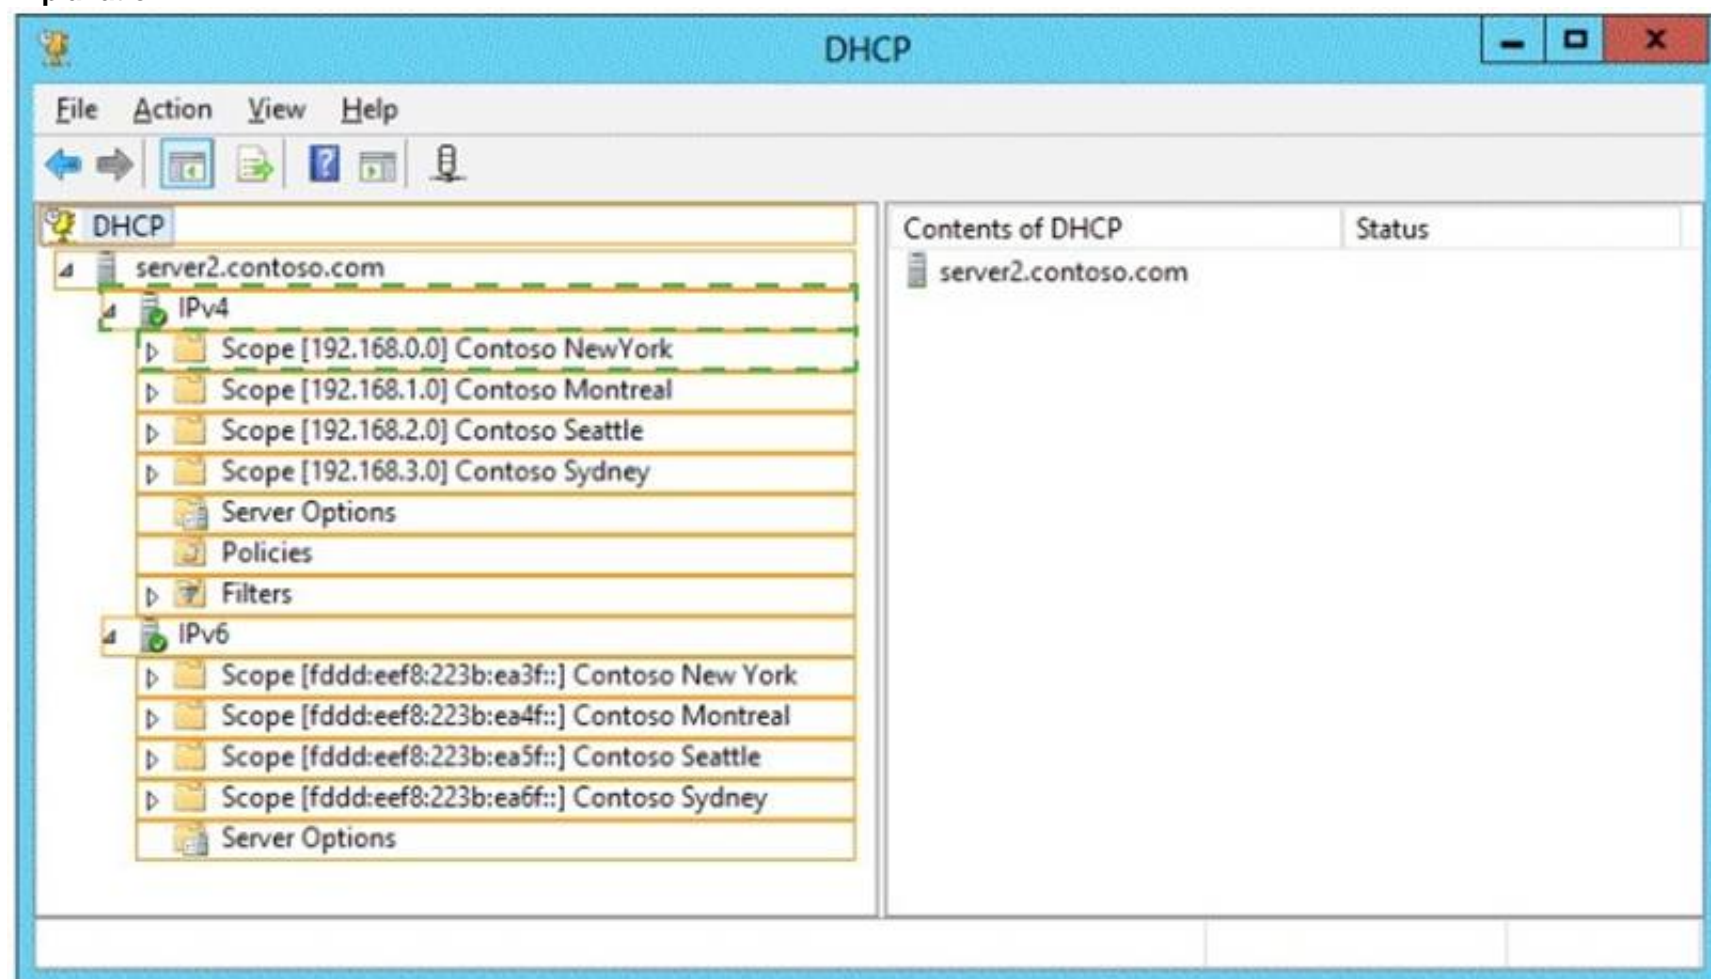 DHCP
File Action View Help
DHCP
server2.contoso.com
IPv4
Scope [192.168.0.0] Contoso NewYork
Scope [192.168.1.0] Contoso Montreal
Scope [192.168.2.0] Contoso Seattle
Scope [192.168.3.0] Contoso Sydney
Server Options
Policies
Filters
IPv6
Scope [fddd:eef8:223b:ea3f::] Contoso New York
Scope [fddd:eef8:223b:ea4f::] Contoso Montreal
Scope [fddd:eef8:223b:ea5f::] Contoso Seattle
Scope [fddd:eef8:223b:ea6f::] Contoso Sydney
Server Options
Contents of DHCP Status
server2.contoso.com